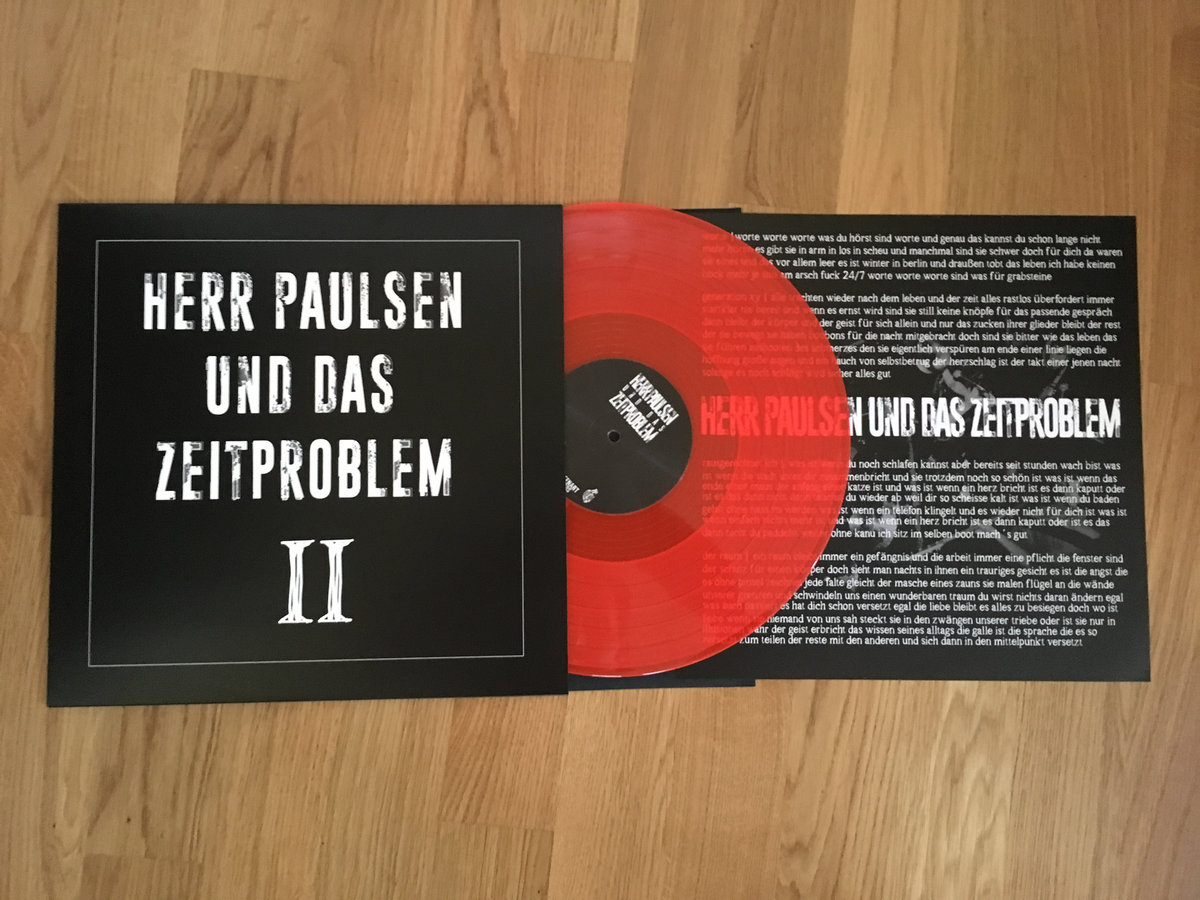 HERR PAULSEN
UND DAS
ZEITPROBLEM
II
HERR PAULSEN
UND DAS
ZEITPROBLEM
worte worte worte was du hörst sind worte und genau das kannst du schon lange nicht
es gibt sie in arm in los in scheu und manchmal sind sie schwer doch für dich da waren
vor allem leer es ist winter in berlin und draußen tobt das leben ich habe keinen
am arsch fuck 24/7 worte worte worte sind was für grabsteine
wieder nach dem leben und der zeit alles rastlos überfordert immer
es ernst wird sind sie still keine knöpfe für das passende gespräch
der geist für sich allein und nur das zucken ihrer glieder bleibt der rest
für die nacht mitgebracht doch sind sie bitter wie das leben das
den sie eigentlich verspüren am ende einer linie liegen die
von selbstbetrug der herzschlag ist der takt einer jenen nacht
alles gut
HERR PAULSEN UND DAS ZEITPROBLEM
du noch schlafen kannst aber bereits seit stunden wach bist was
und sie trotzdem noch so schön ist was ist wenn das
katze ist und was ist wenn ein herz bricht ist es dann kaputt oder
du wieder ab weil dir so scheisse kalt ist was ist wenn du baden
ist wenn ein telefon klingelt und es wieder nicht für dich ist was ist
und was ist wenn ein herz bricht ist es dann kaputt oder ist es das
ohne kanu ich sitz im selben boot mach´s gut
immer ein gefängnis und die arbeit immer eine pflicht die fenster sind
doch sieht man nachts in ihnen ein trauriges gesicht es ist die angst die
jede falte gleicht der masche eines zauns sie malen flügel an die wände
schwindeln uns einen wunderbaren traum du wirst nichts daran ändern egal
es hat dich schon versetzt egal die liebe bleibt es alles zu besiegen doch wo ist
niemand von uns sah steckt sie in den zwängen unserer triebe oder ist sie nur in
der geist erbricht das wissen seines alltags die galle ist die sprache die es so
zum teilen der reste mit den anderen und sich dann in den mittelpunkt versetzt